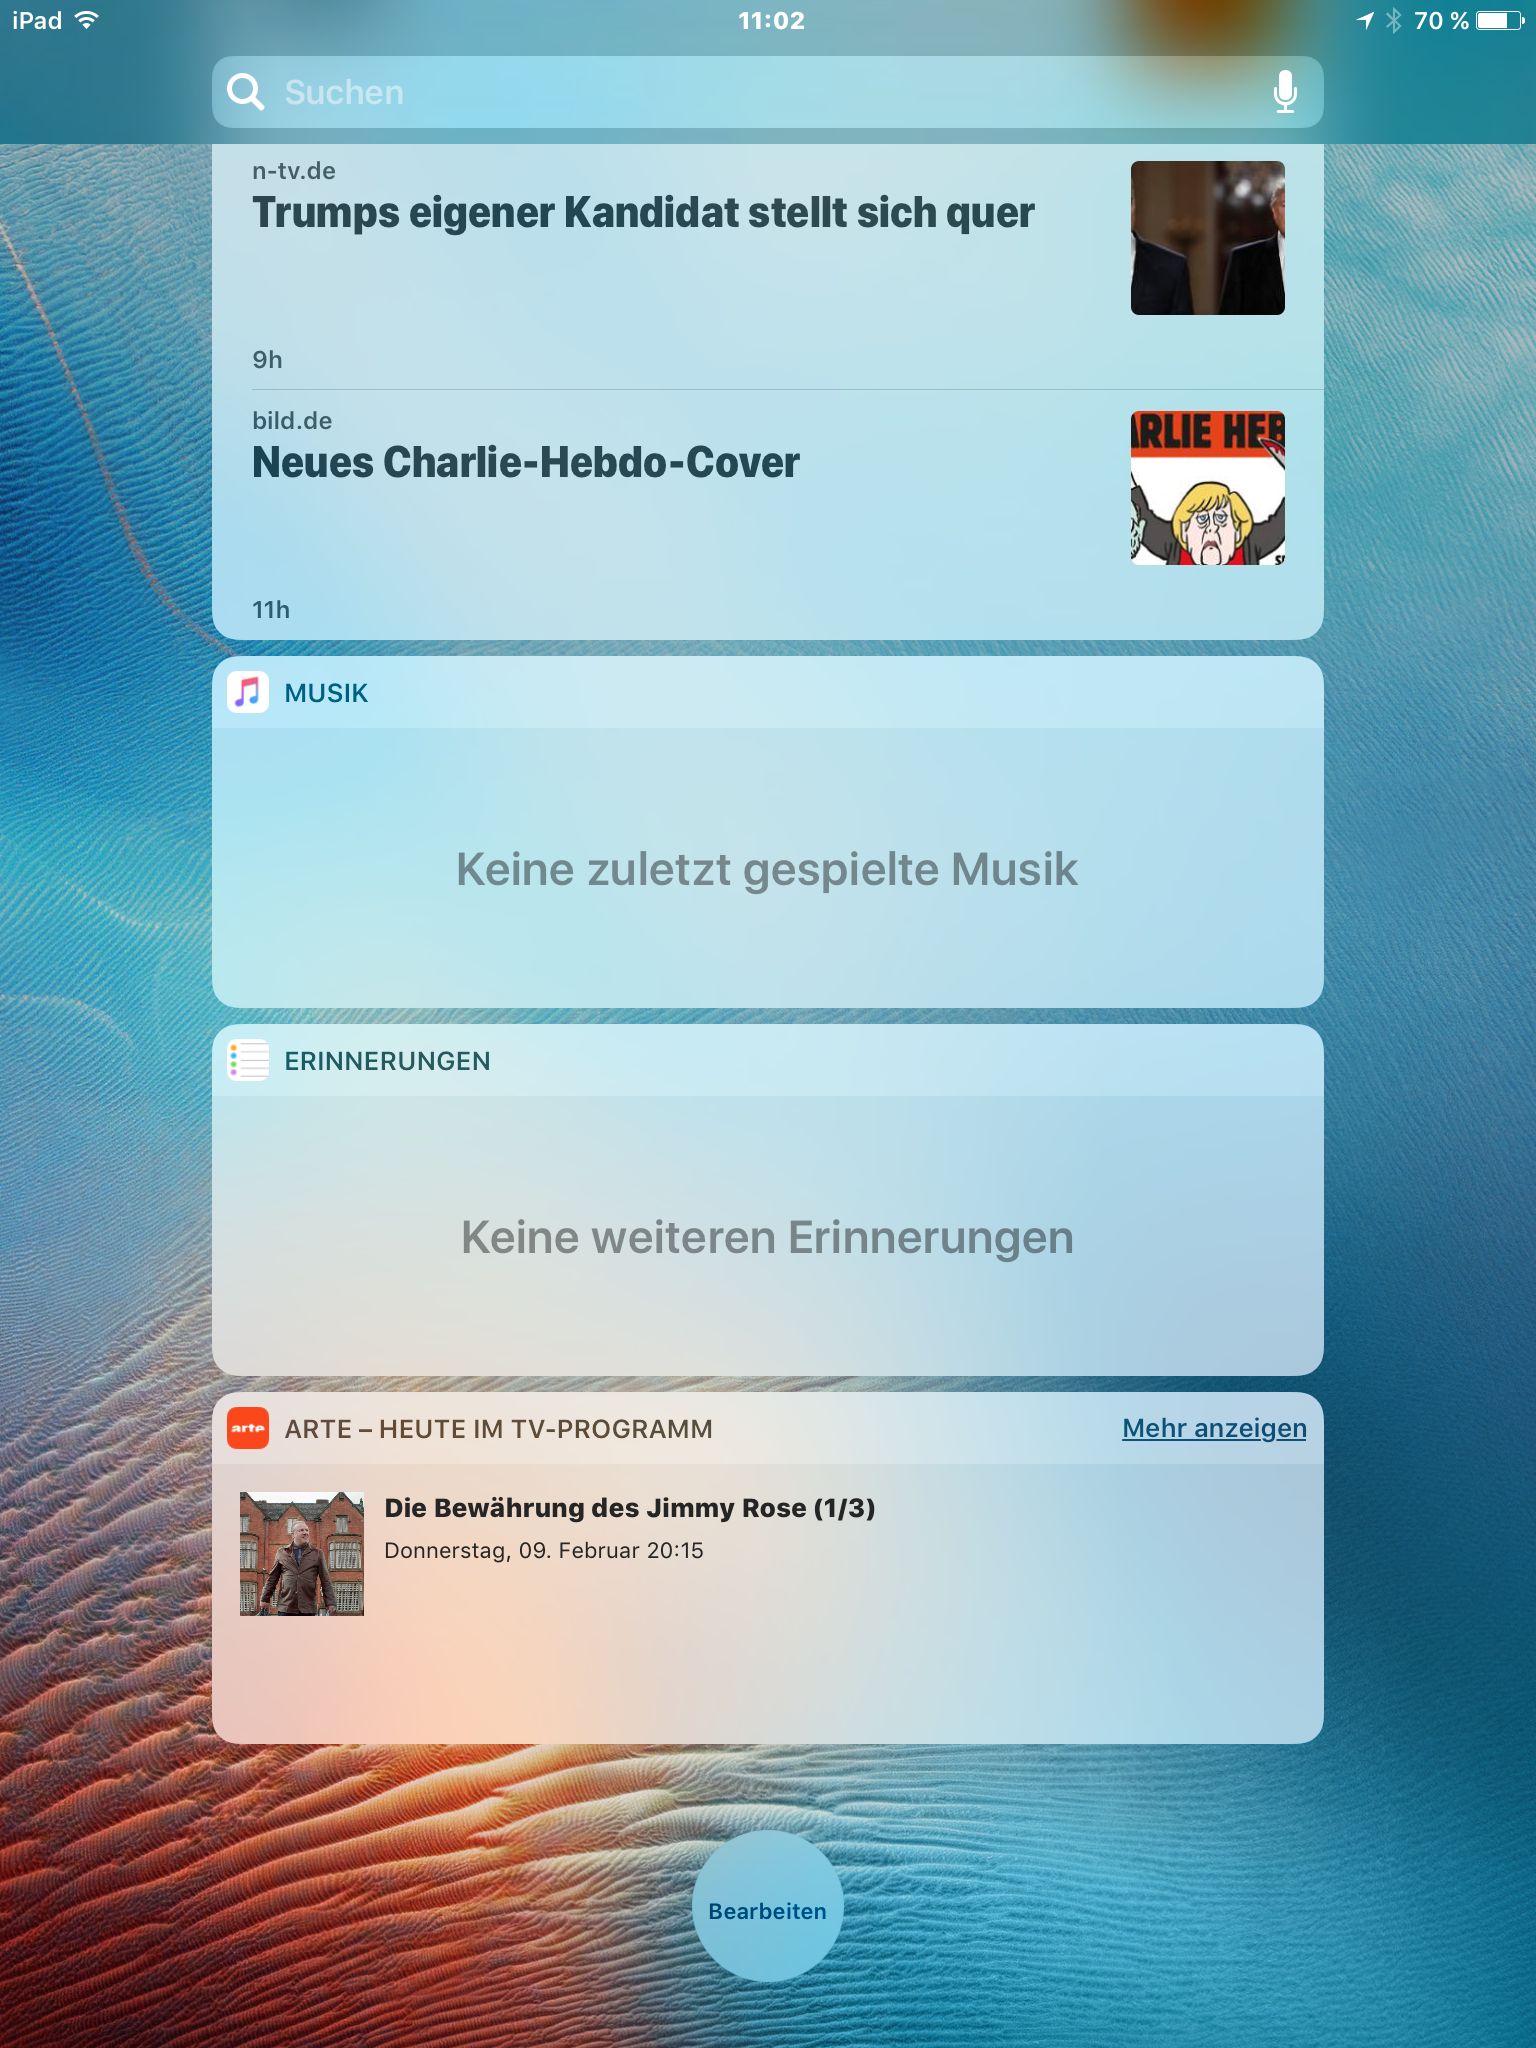 iPad 11:02 70 %
Suchen
n-tv.de
Trumps eigener Kandidat stellt sich quer
9h
bild.de
Neues Charlie-Hebdo-Cover
ARLIE HEB
11h
MUSIK
Keine zuletzt gespielte Musik
ERINNERUNGEN
Keine weiteren Erinnerungen
arte ARTE – HEUTE IM TV-PROGRAMM Mehr anzeigen
Die Bewährung des Jimmy Rose (1/3)
Donnerstag, 09. Februar 20:15
Bearbeiten